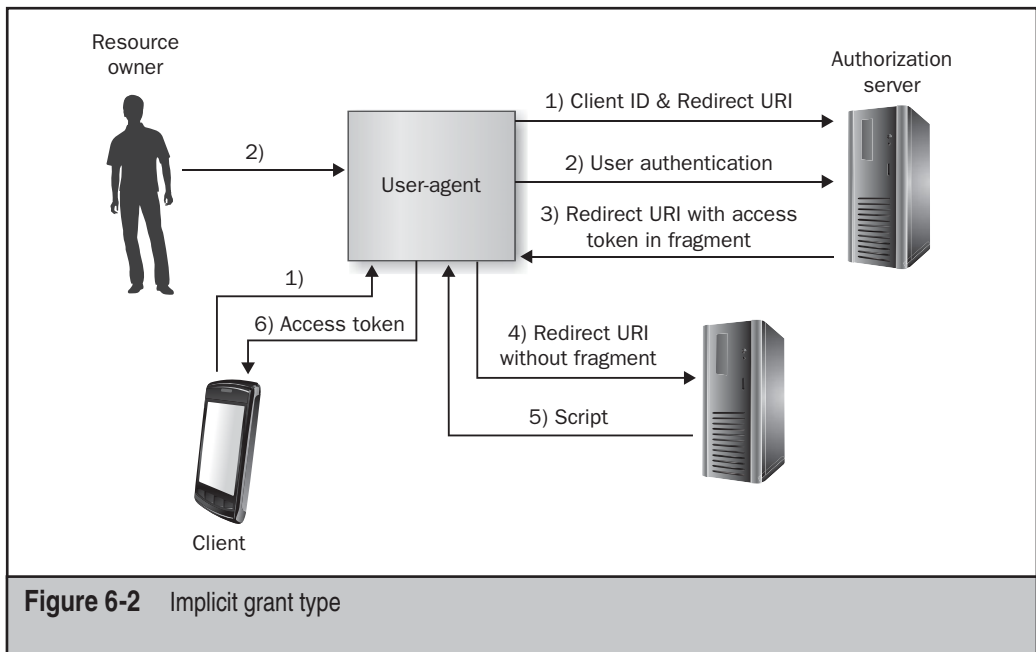 Resource
owner
Authorization
server
1) Client ID & Redirect URI
2)
User-agent
2) User authentication
3) Redirect URI with access
token in fragment
1)
6) Access token
4) Redirect URI
without fragment
5) Script
Client
Figure 6-2 Implicit grant type